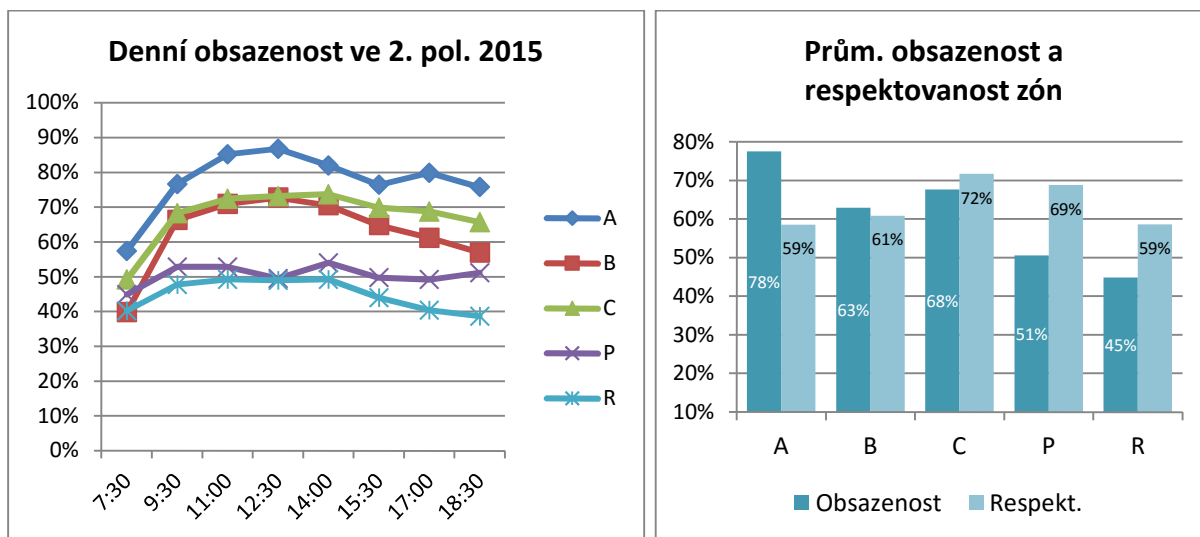 Denní obsazenost ve 2. pol. 2015
100%
90%
80%
70%
60%
50%
40%
30%
20%
10%
0%
7:30
9:30
11:00
12:30
14:00
15:30
17:00
18:30
A
B
C
P
R
Prům. obsazenost a
respektovanost zón
80%
70%
60%
50%
40%
30%
20%
10%
78%
59%
63%
61%
68%
72%
51%
69%
45%
59%
A
B
C
P
R
Obsazenost
Respekt.